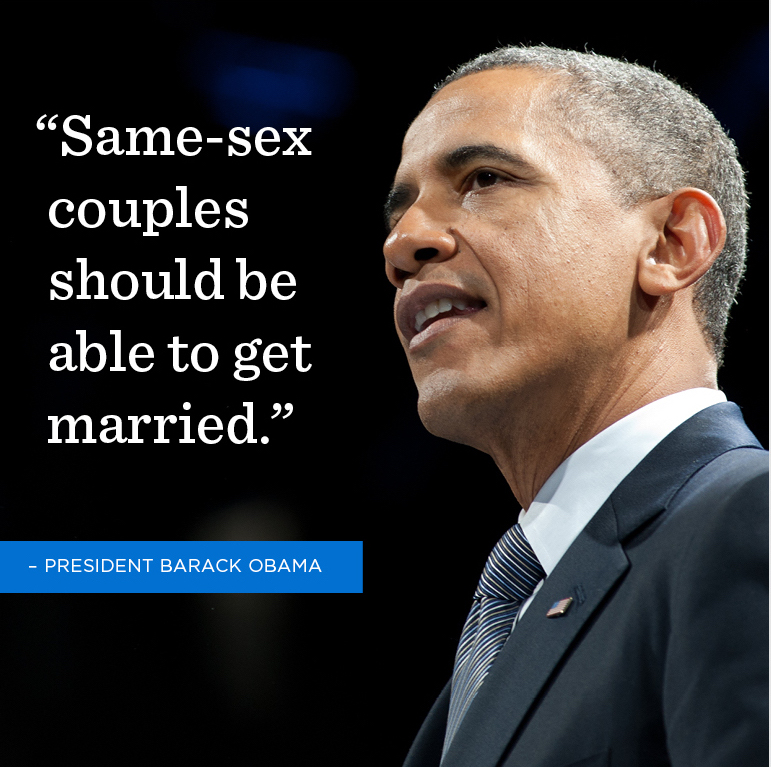 “Same-sex
couples
should be
able to get
married.”
– PRESIDENT BARACK OBAMA